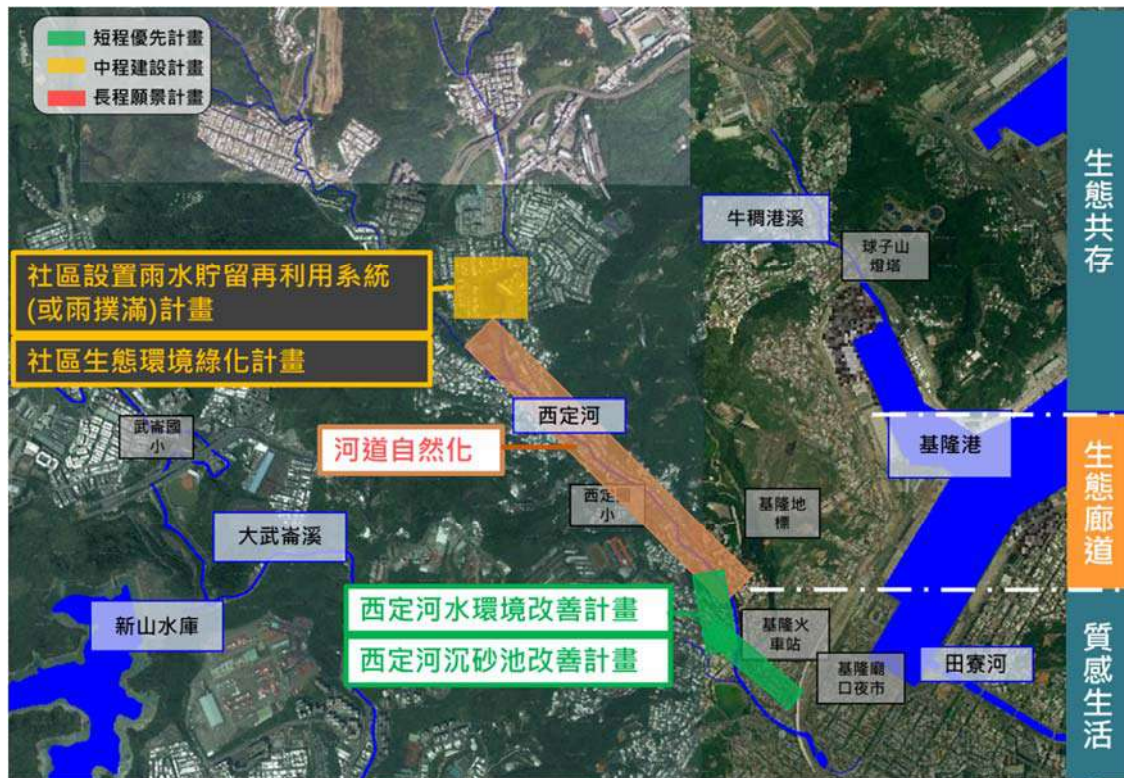 短程優先計畫
中程建設計畫
長程願景計畫
生態共存
牛稠港溪
球子山
燈塔
社區設置雨水貯留再利用系統
(或雨撲滿)計畫
社區生態環境綠化計畫
西定河
武崙國
小
河道自然化
基隆港
生態廊道
西定國
小
基隆地
標
大武崙溪
西定河水環境改善計畫
新山水庫
基隆火
車站
西定河沉砂池改善計畫
基隆廟
口夜市
田寮河
質感生活